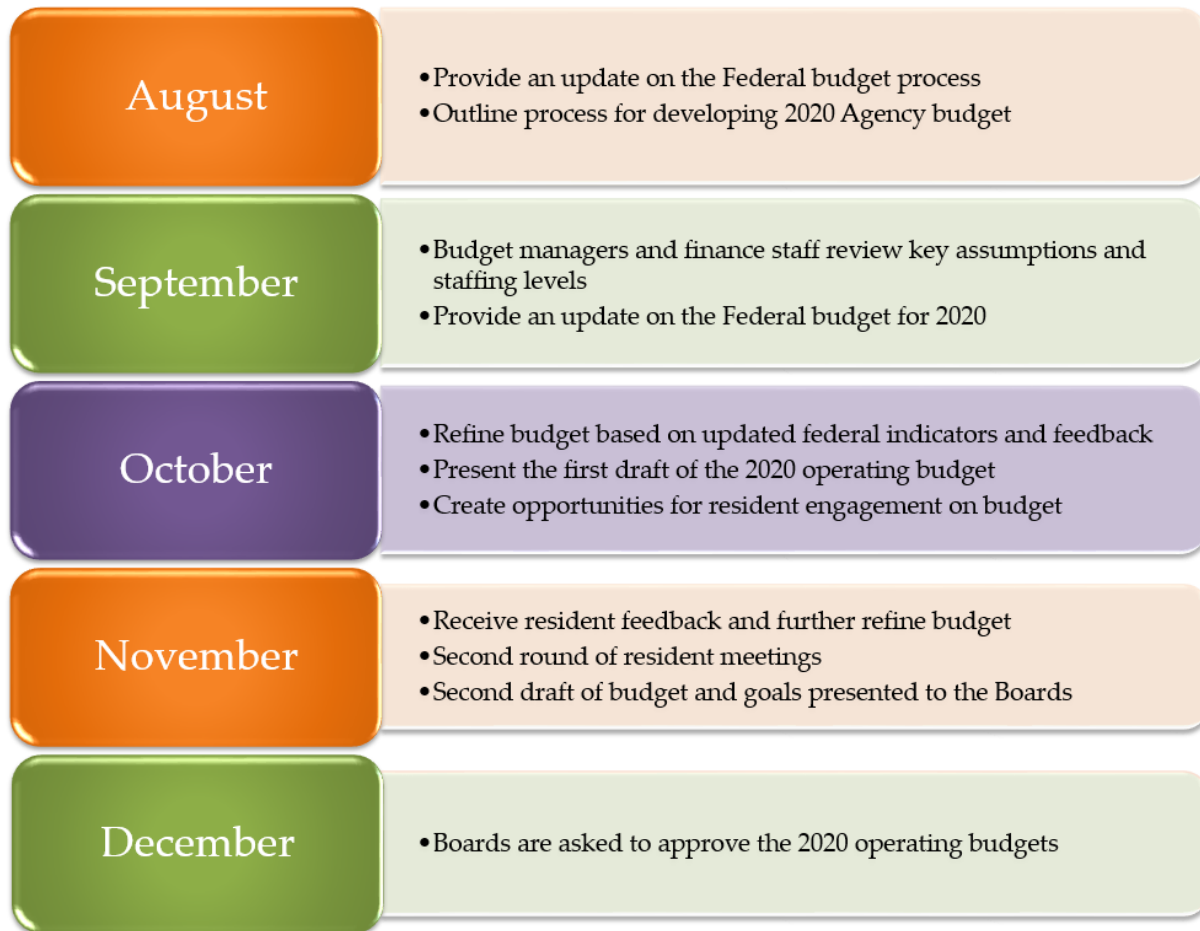 August
•Provide an update on the Federal budget process
•Outline process for developing 2020 Agency budget
September
•Budget managers and finance staff review key assumptions and
staffing levels
•Provide an update on the Federal budget for 2020
October
•Refine budget based on updated federal indicators and feedback
•Present the first draft of the 2020 operating budget
•Create opportunities for resident engagement on budget
November
•Receive resident feedback and further refine budget
•Second round of resident meetings
•Second draft of budget and goals presented to the Boards
December
•Boards are asked to approve the 2020 operating budgets